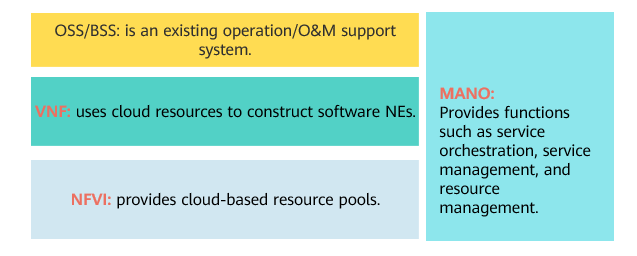 OSS/BSS: is an existing operation/O&M support
system.
VNF: uses cloud resources to construct software NEs.
NFVI: provides cloud-based resource pools.
MANO:
Provides functions
such as service
orchestration, service
management, and
resource
management.